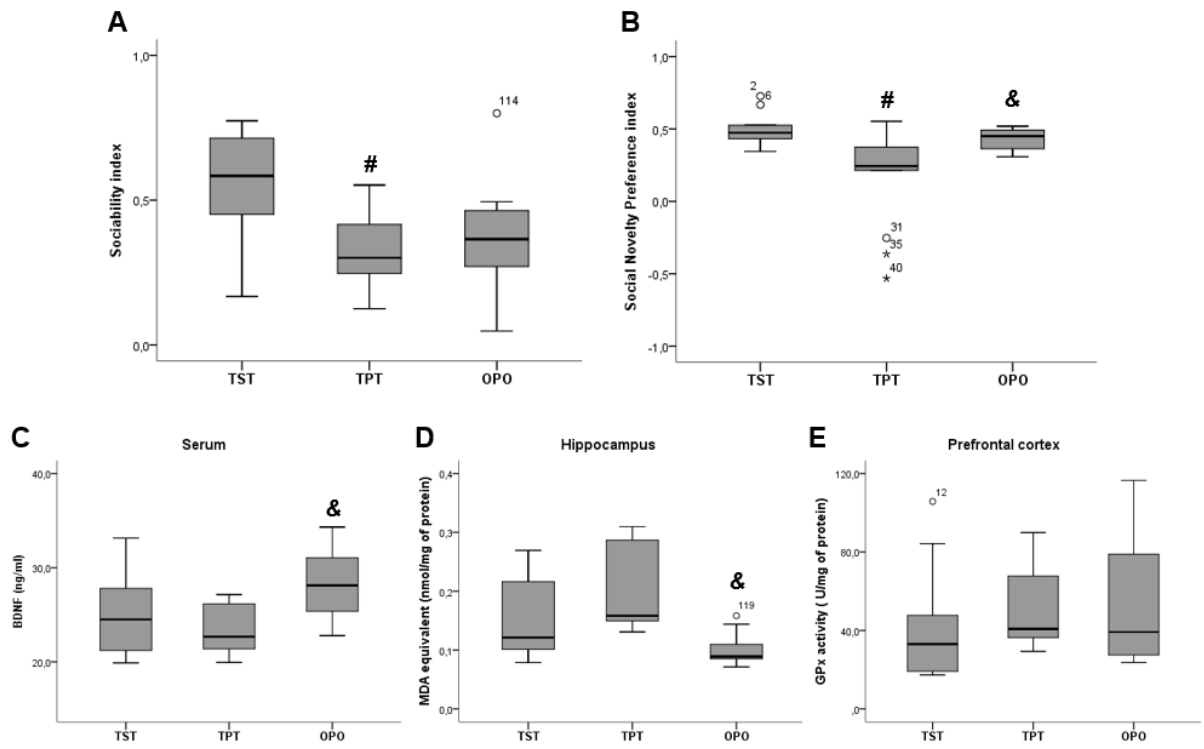 A
Sociability index
1,0
0,5
0,0
114
#
TST
TPT
OPO
B
Social Novelty Preference index
1,0
0,5
0,0
-0,5
-1,0
2
6
#
&
31
35
40
TST
TPT
OPO
C
Serum
BDNF (ng/ml)
40,0
30,0
20,0
&
TST
TPT
OPO
D
Hippocampus
MDA equivalent (nmol/mg of protein)
0,4
0,3
0,2
0,1
0,0
&
119
TST
TPT
OPO
E
Prefrontal cortex
GPx activity ( U/mg of protein)
120,0
80,0
40,0
,0
12
TST
TPT
OPO